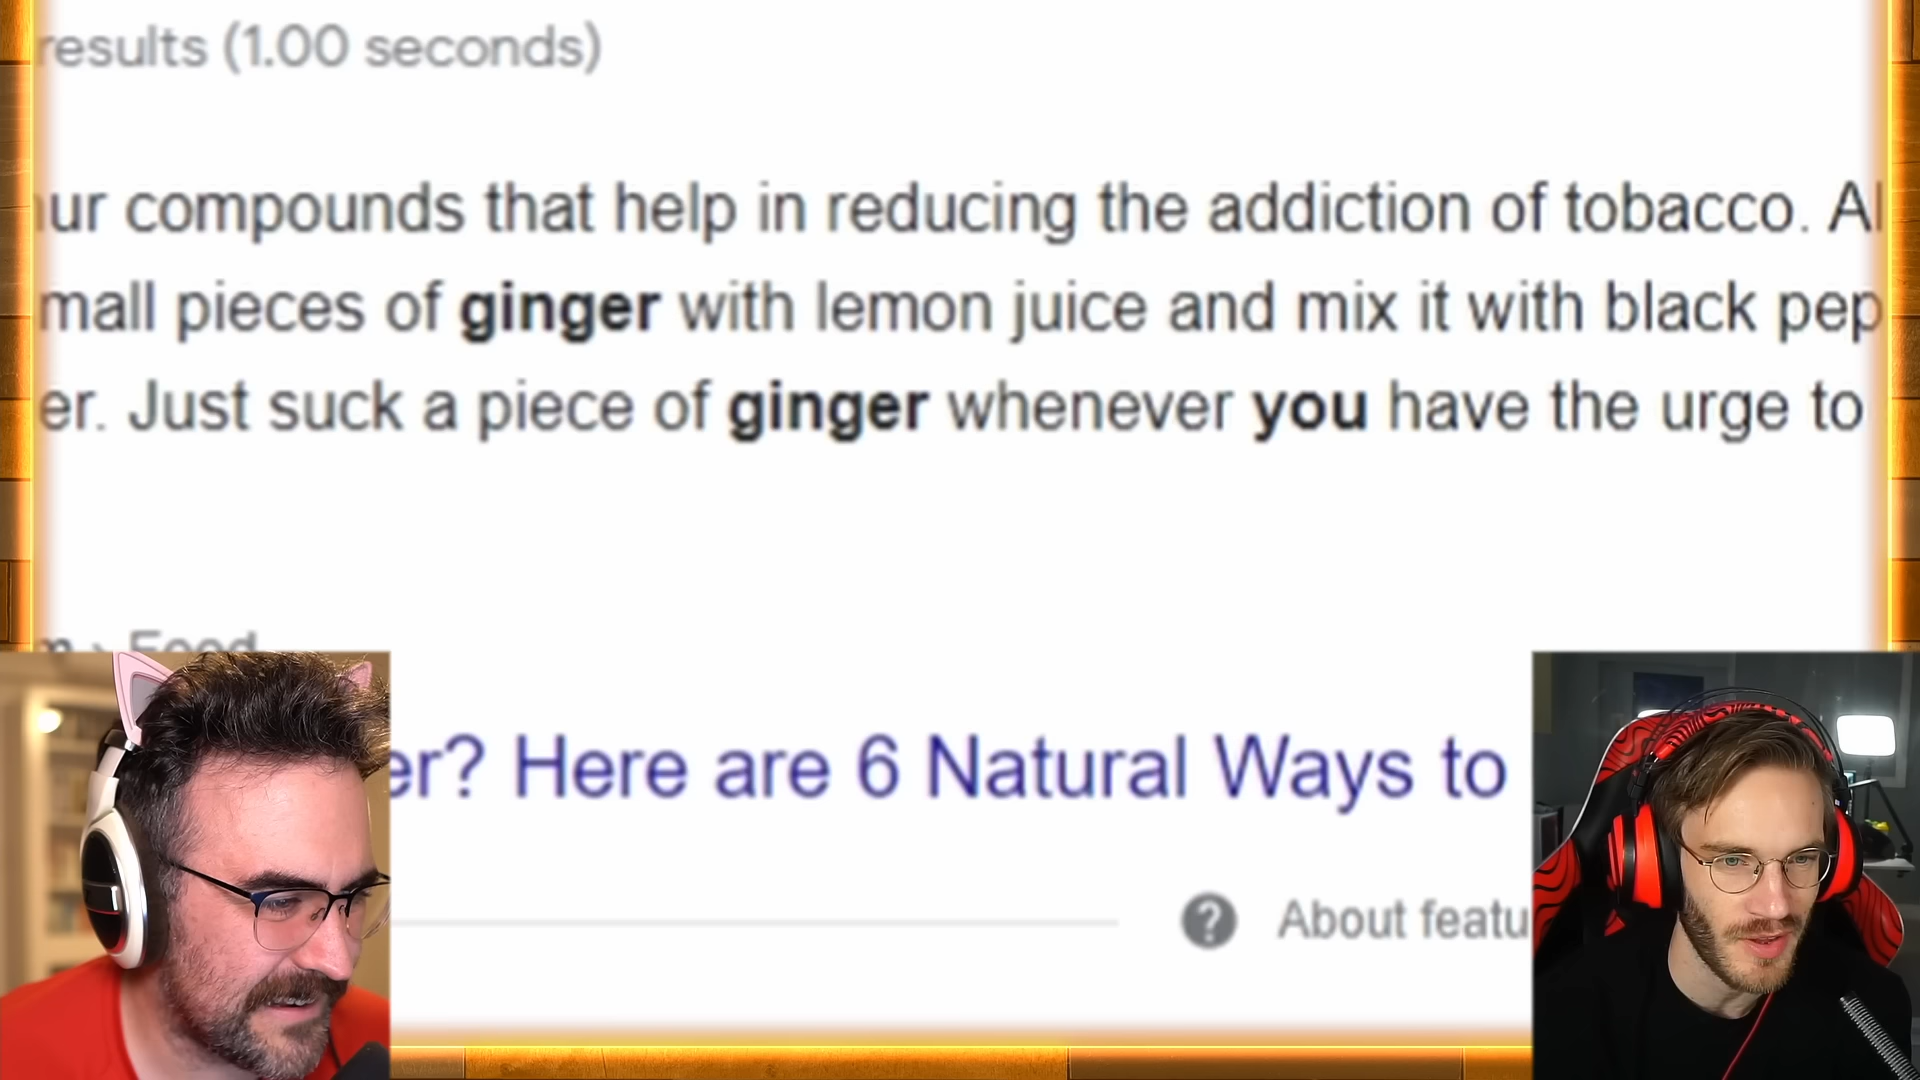 results (1.00 seconds)
ur compounds that help in reducing the addiction of tobacco. Al
mall pieces of ginger with lemon juice and mix it with black pep
er. Just suck a piece of ginger whenever you have the urge to
m › Food
er? Here are 6 Natural Ways to
About featu